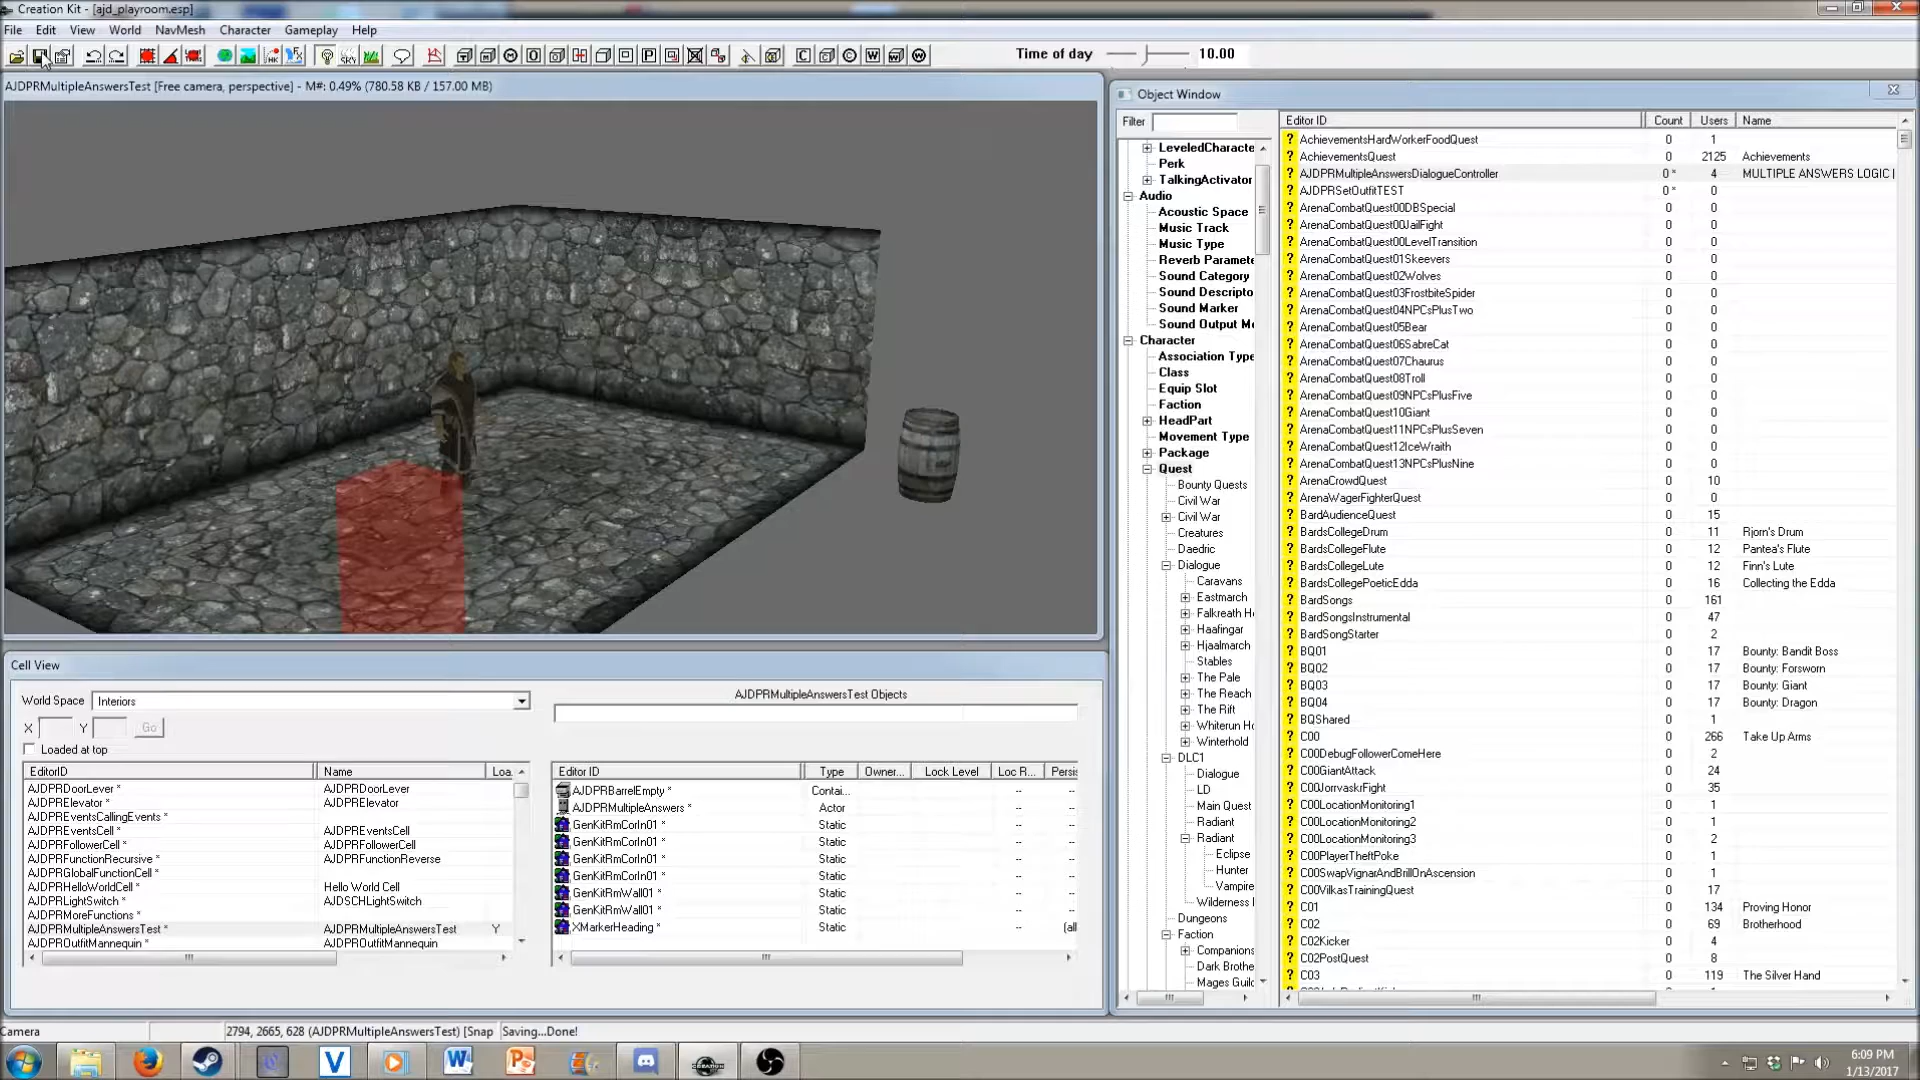 Creation Kit - [ajd_playroom.esp]
File Edit View World NavMesh Character Gameplay Help
Time of day 10.00
AJDPRMultipleAnswersTest [Free camera, perspective] - M#: 0.49% (780.58 KB / 157.00 MB)
Object Window
Filter
LeveledCharacte
Perk
TalkingActivator
Audio
Acoustic Space
Music Track
Music Type
Reverb Paramete
Sound Category
Sound Descripto
Sound Marker
Sound Output Mo
Character
Association Type
Class
Equip Slot
Faction
HeadPart
Movement Type
Package
Quest
Bounty Quests
Civil War
Civil War
Creatures
Daedric
Dialogue
Caravans
Eastmarch
Falkreath Ho
Haafingar
Hjaalmarch
Stables
The Pale
The Reach
The Rift
Whiterun Ho
Winterhold
DLC1
Dialogue
LD
Main Quest
Radiant
Radiant
Eclipse
Hunter
Vampire
Wilderness
Dungeons
Faction
Companions
Dark Brothe
Mages Guild
Editor ID Count Users Name
AchievementsHardWorkerFoodQuest 0 1
AchievementsQuest 0 2125 Achievements
AJDPRMultipleAnswersDialogueController 0 * 4 MULTIPLE ANSWERS LOGIC |
AJDPRSetOutfitTEST 0 * 0
ArenaCombatQuest00DBSpecial 0 0
ArenaCombatQuest00JailFight 0 0
ArenaCombatQuest00LevelTransition 0 0
ArenaCombatQuest01Skeevers 0 0
ArenaCombatQuest02Wolves 0 0
ArenaCombatQuest03FrostbiteSpider 0 0
ArenaCombatQuest04NPCsPlusTwo 0 0
ArenaCombatQuest05Bear 0 0
ArenaCombatQuest06SabreCat 0 0
ArenaCombatQuest07Chaurus 0 0
ArenaCombatQuest08Troll 0 0
ArenaCombatQuest09NPCsPlusFive 0 0
ArenaCombatQuest10Giant 0 0
ArenaCombatQuest11NPCsPlusSeven 0 0
ArenaCombatQuest12IceWraith 0 0
ArenaCombatQuest13NPCsPlusNine 0 0
ArenaCrowdQuest 0 10
ArenaWagerFighterQuest 0 0
BardAudienceQuest 0 15
BardsCollegeDrum 0 11 Rjorn's Drum
BardsCollegeFlute 0 12 Pantea's Flute
BardsCollegeLute 0 12 Finn's Lute
BardsCollegePoeticEdda 0 16 Collecting the Edda
BardSongs 0 161
BardSongsInstrumental 0 47
BardSongStarter 0 2
BQ01 0 17 Bounty: Bandit Boss
BQ02 0 17 Bounty: Forsworn
BQ03 0 17 Bounty: Giant
BQ04 0 17 Bounty: Dragon
BQShared 0 1
C00 0 266 Take Up Arms
C00DebugFollowerComeHere 0 2
C00GiantAttack 0 24
C00JorrvaskrFight 0 35
C00LocationMonitoring1 0 1
C00LocationMonitoring2 0 1
C00LocationMonitoring3 0 2
C00PlayerTheftPoke 0 1
C00SwapVignarAndBrillOnAscension 0 1
C00VilkasTrainingQuest 0 17
C01 0 134 Proving Honor
C02 0 69 Brotherhood
C02Kicker 0 4
C02PostQuest 0 8
C03 0 119 The Silver Hand
Cell View
World Space Interiors
X Y Go
Loaded at top
EditorID Name Loa..
AJDPRDoorLever * AJDPRDoorLever
AJDPRElevator * AJDPRElevator
AJDPREventsCallingEvents *
AJDPREventsCell * AJDPREventsCell
AJDPRFollowerCell * AJDPRFollowerCell
AJDPRFunctionRecursive * AJDPRFunctionReverse
AJDPRGlobalFunctionCell *
AJDPRHelloWorldCell * Hello World Cell
AJDPRLightSwitch * AJDSCHLightSwitch
AJDPRMoreFunctions *
AJDPRMultipleAnswersTest * AJDPRMultipleAnswersTest Y
AJDPROutfitMannequin * AJDPROutfitMannequin
AJDPRMultipleAnswersTest Objects
Editor ID Type Owner... Lock Level Loc R... Persis
AJDPRBarrelEmpty * Contai... -- --
AJDPRMultipleAnswers * Actor -- --
GenKitRmCorIn01 * Static -- --
GenKitRmCorIn01 * Static -- --
GenKitRmCorIn01 * Static -- --
GenKitRmCorIn01 * Static -- --
GenKitRmWall01 * Static -- --
GenKitRmWall01 * Static -- --
XMarkerHeading * Static -- (all
Camera 2794, 2665, 628 (AJDPRMultipleAnswersTest) [Snap Saving...Done!
6:09 PM
1/13/2017